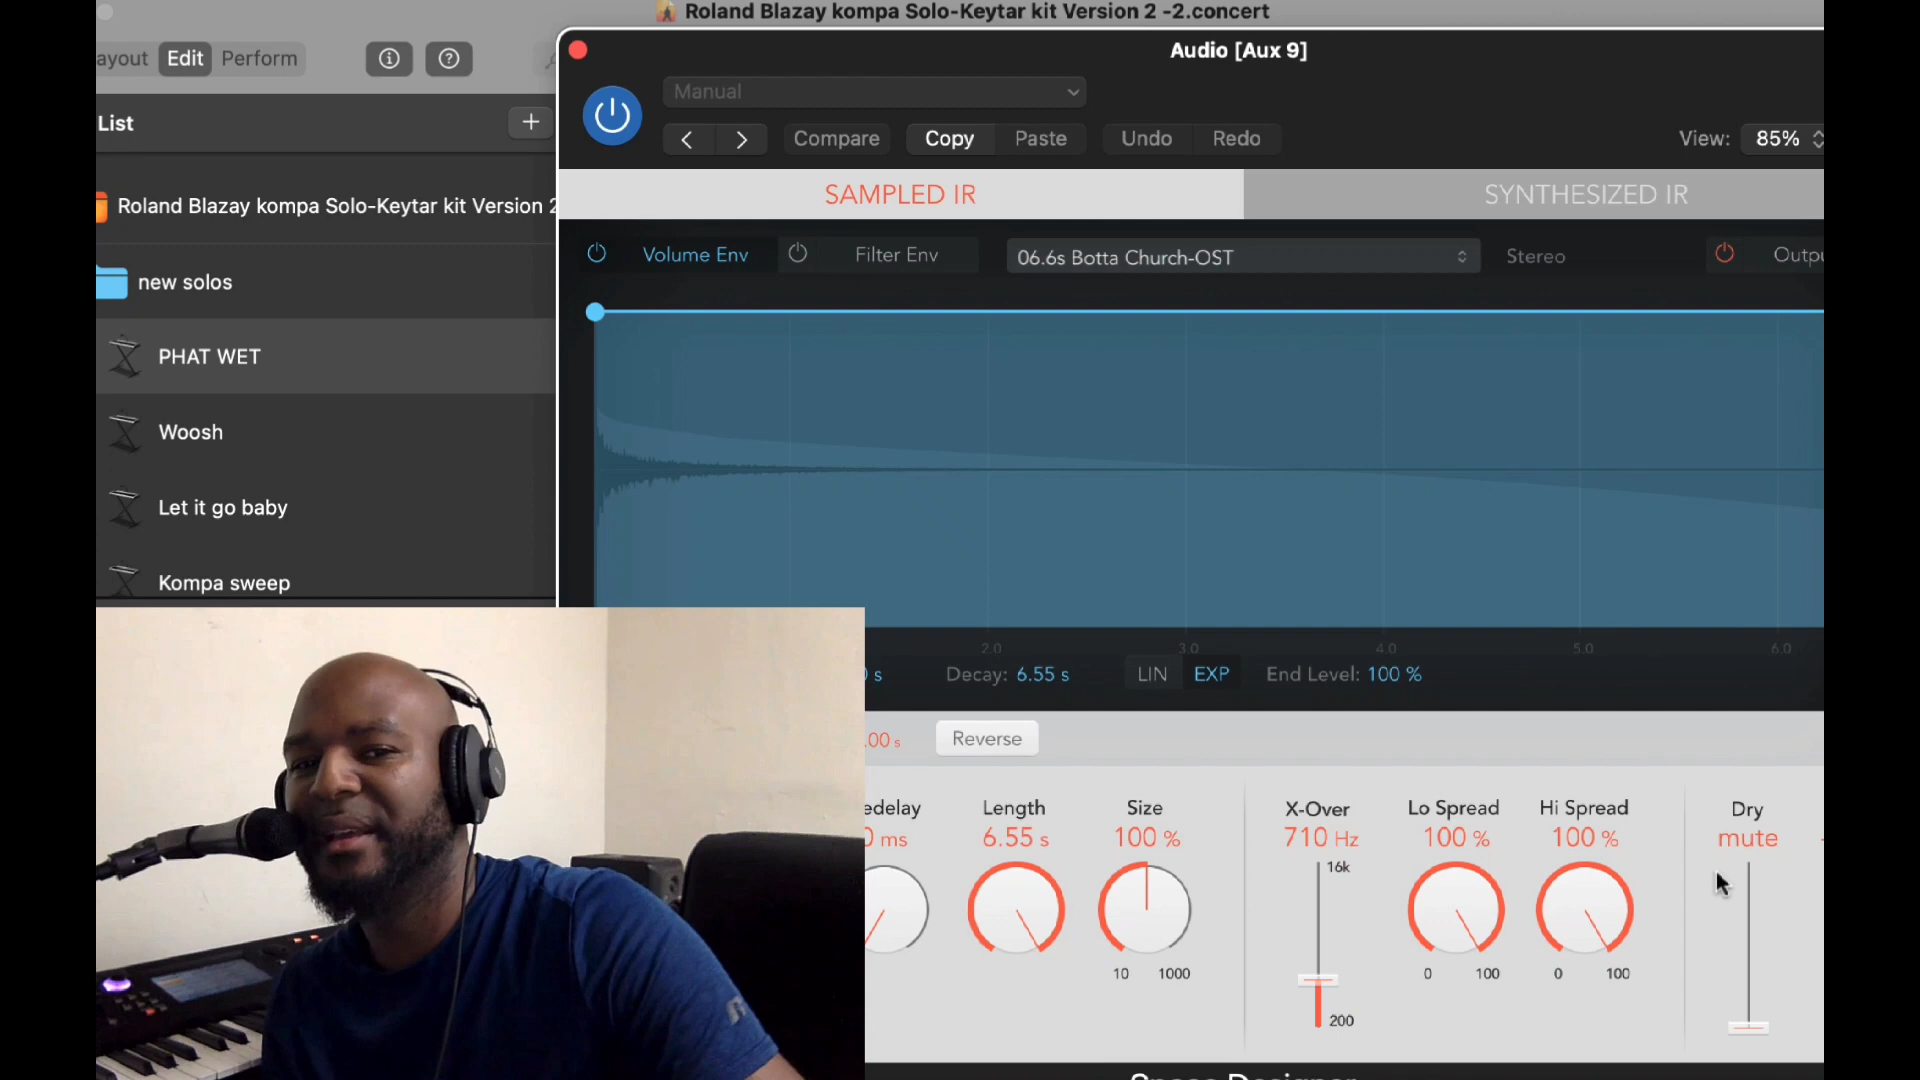 Roland Blazay kompa Solo-Keytar kit Version 2 -2.concert
ayout Edit Perform
List
Roland Blazay kompa Solo-Keytar kit Version 2
new solos
PHAT WET
Woosh
Let it go baby
Kompa sweep
Audio [Aux 9]
Manual
Compare Copy Paste Undo Redo
View: 85%
SAMPLED IR SYNTHESIZED IR
Volume Env Filter Env 06.6s Botta Church-OST Stereo Outpu
2.0 3.0 4.0 5.0 6.0
s Decay: 6.55 s LIN EXP End Level: 100 %
.00 s Reverse
edelay Length Size X-Over Lo Spread Hi Spread Dry
0 ms 6.55 s 100 % 710 Hz 100 % 100 % mute
16k
10 1000 0 100 0 100
200
Space Designer